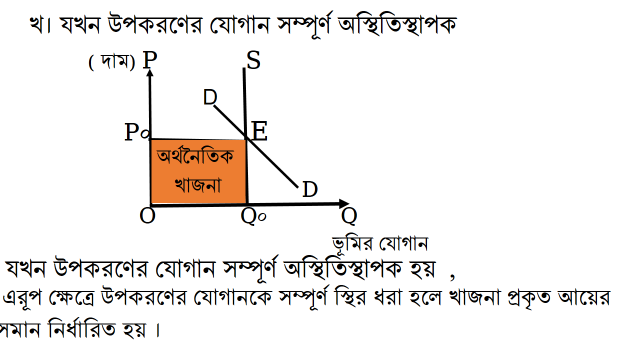 খ। যখন উপকরণের যোগান সম্পূর্ণ অস্থিতিস্থাপক
( দাম) P S
D
P₀ E
অর্থনৈতিক
খাজনা
D
O Q₀ Q
ভূমির যোগান
যখন উপকরণের যোগান সম্পূর্ণ অস্থিতিস্থাপক হয় ,
এরূপ ক্ষেত্রে উপকরণের যোগানকে সম্পূর্ণ স্থির ধরা হলে খাজনা প্রকৃত আয়ের
সমান নির্ধারিত হয় ।